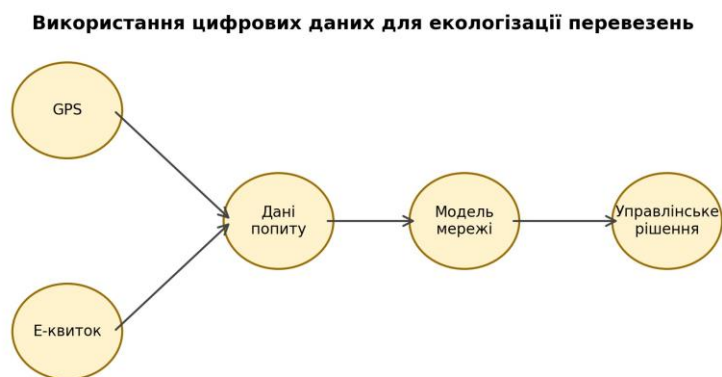 Використання цифрових даних для екологізації перевезень
GPS
Дані
попиту
Модель
мережі
Управлінське
рішення
Е-квиток